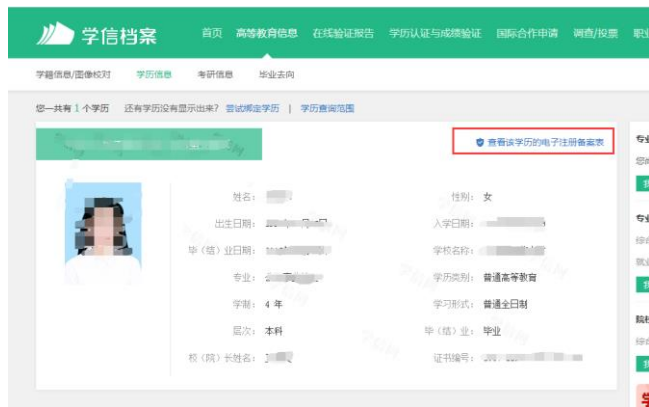 学信档案 首页 高等教育信息 在线验证报告 学历认证与成绩验证 国际合作申请 调查/投票 职业
学籍信息/图像校对 学历信息 考研信息 毕业去向
您一共有 1 个学历 还有学历没有显示出来? 尝试绑定学历 | 学历查询范围
查看该学历的电子注册备案表
姓名: 性别: 女
出生日期: 入学日期:
毕(结)业日期: 学校名称:
专业: 学历类别: 普通高等教育
学制: 4 年 学习形式: 普通全日制
层次: 本科 毕(结)业: 毕业
校(院)长姓名: 证书编号: